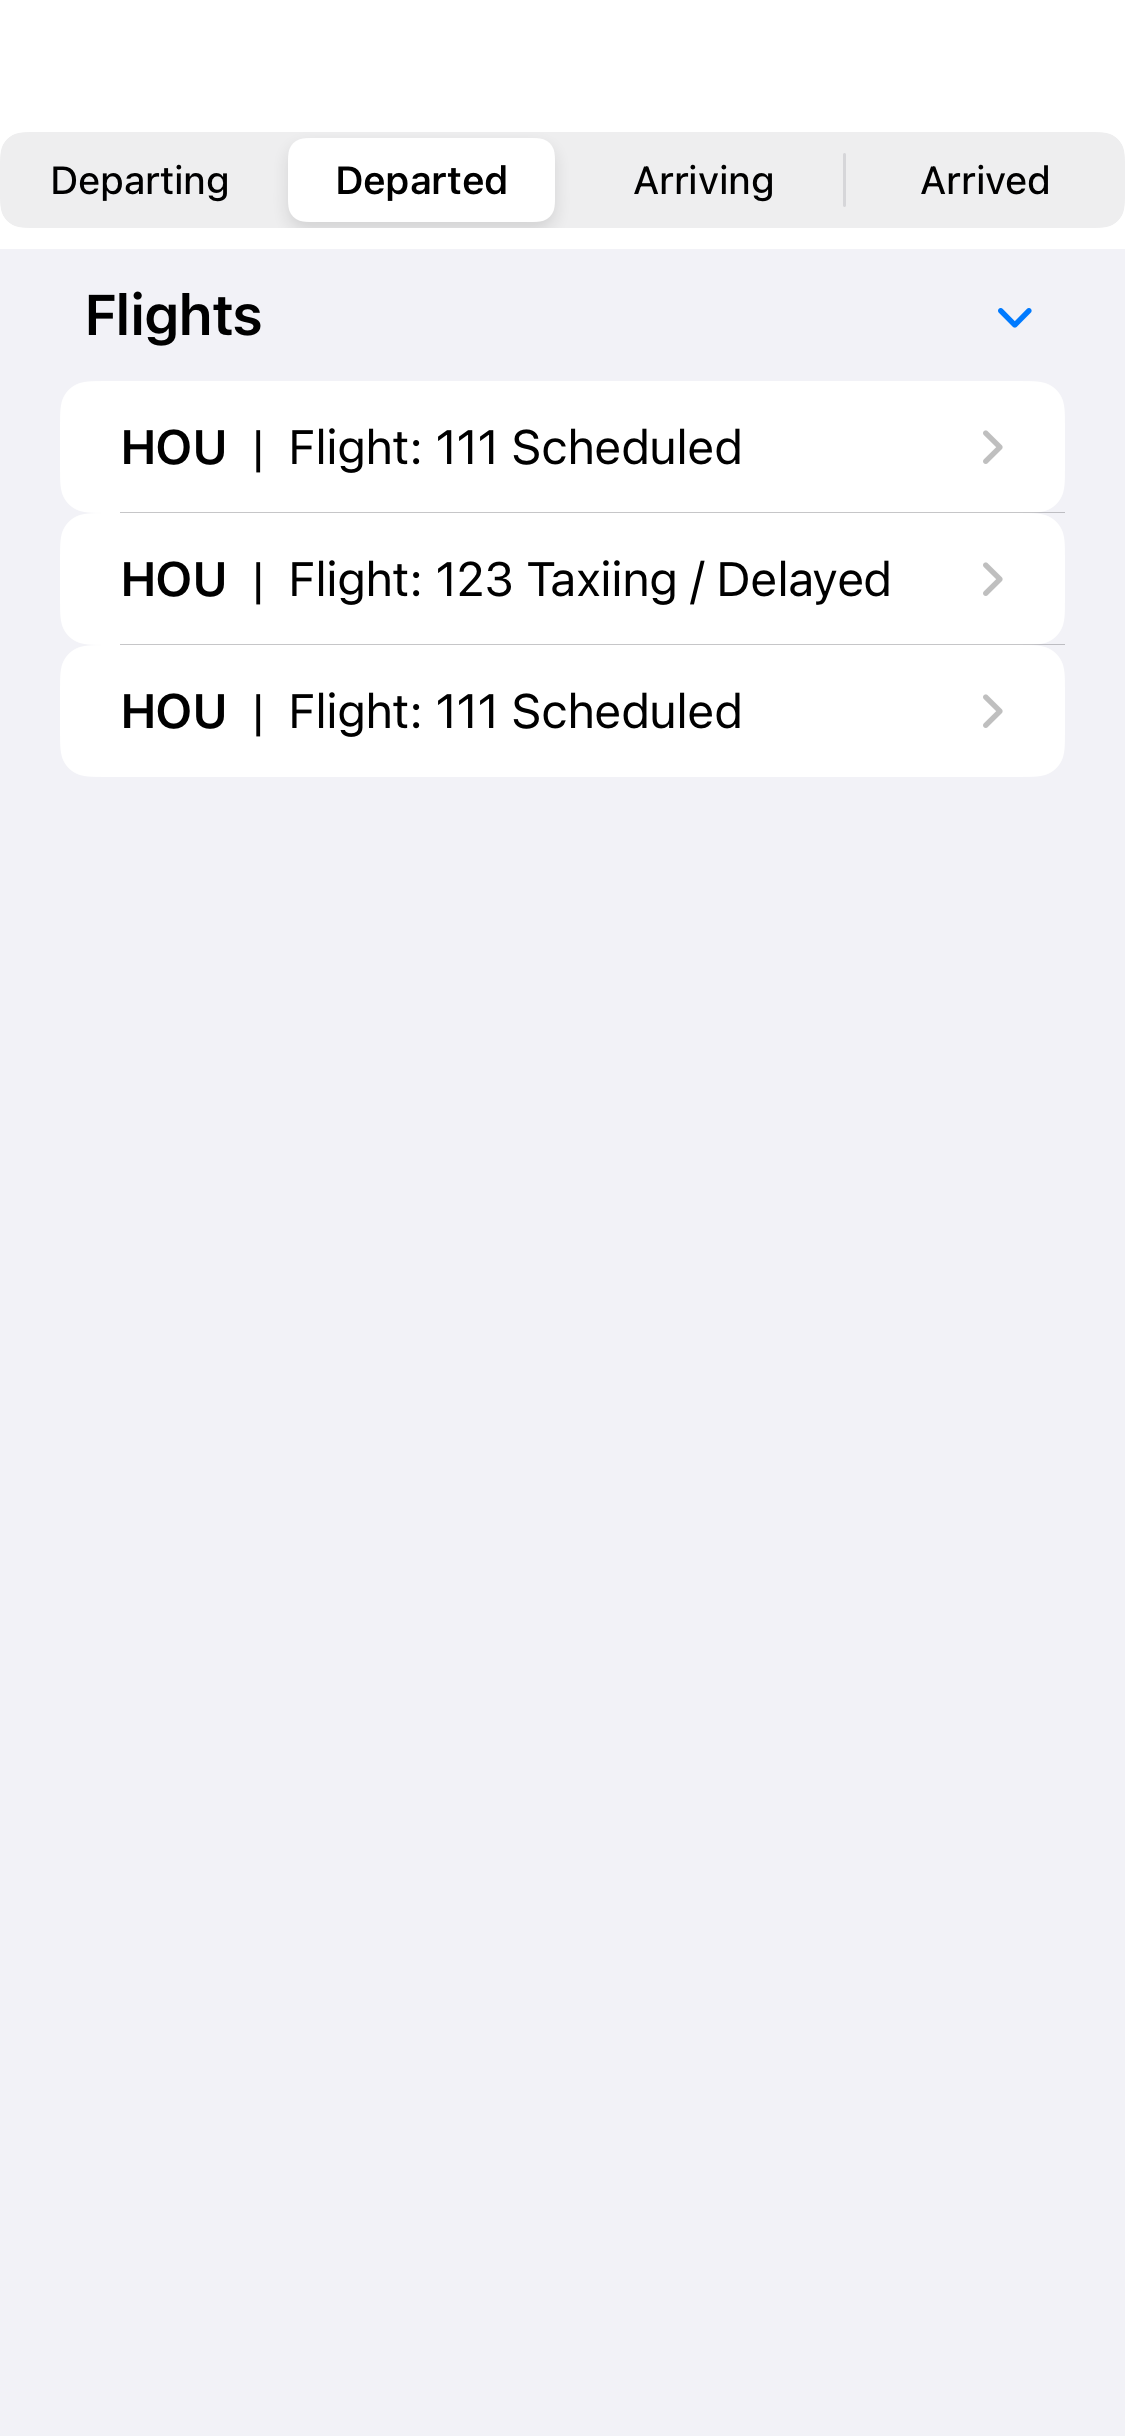 Departing Departed Arriving Arrived
Flights
HOU | Flight: 111 Scheduled
HOU | Flight: 123 Taxiing / Delayed
HOU | Flight: 111 Scheduled